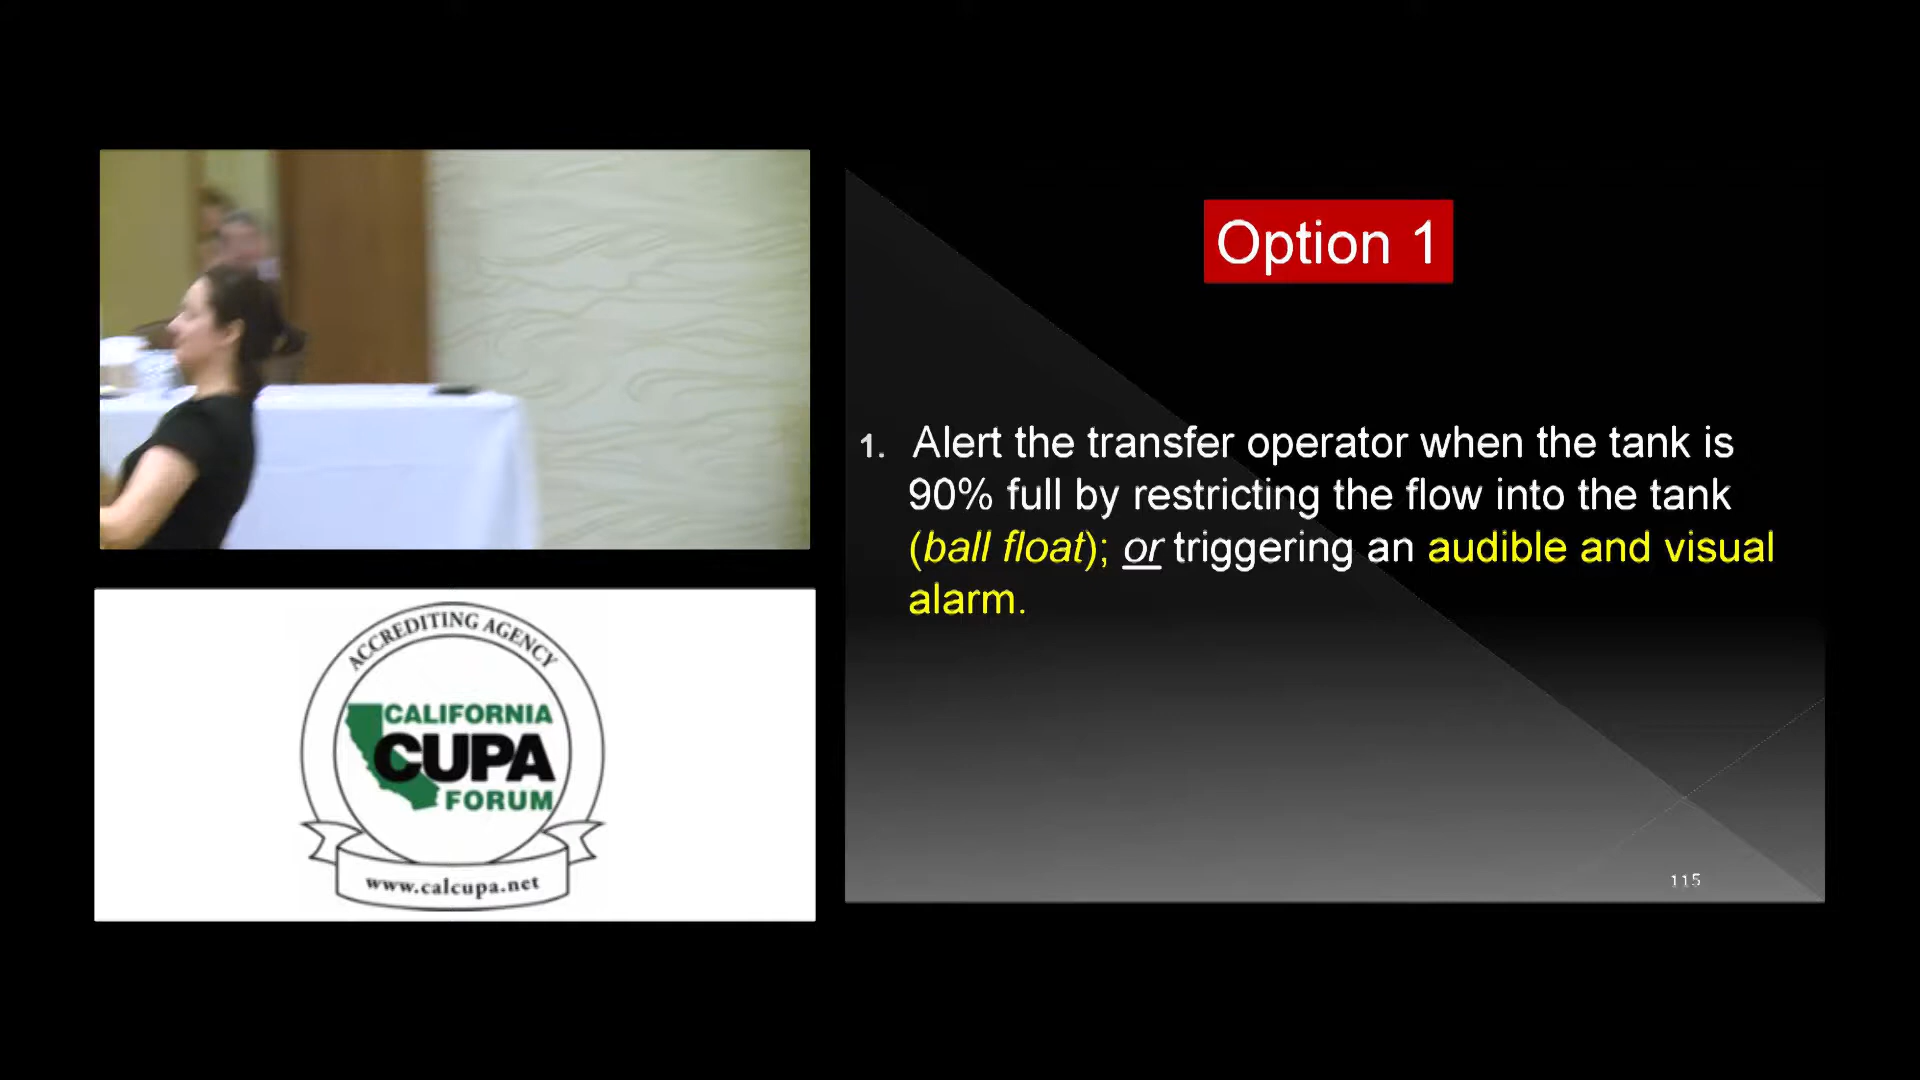 Option 1
1. Alert the transfer operator when the tank is
90% full by restricting the flow into the tank
(ball float); or triggering an audible and visual
alarm.
115
ACCREDITING AGENCY
CALIFORNIA
CUPA
FORUM
www.calcupa.net